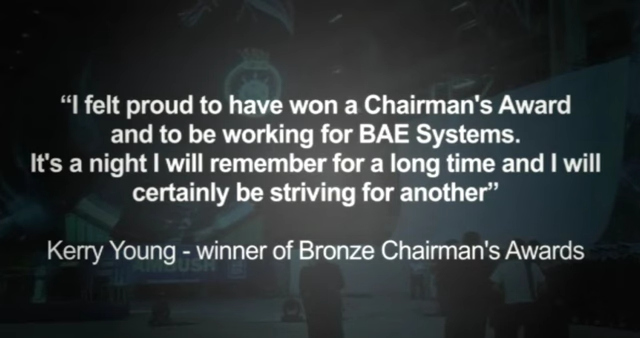 “I felt proud to have won a Chairman's Award
and to be working for BAE Systems.
It's a night I will remember for a long time and I will
certainly be striving for another”
Kerry Young - winner of Bronze Chairman's Awards
AMBUSH